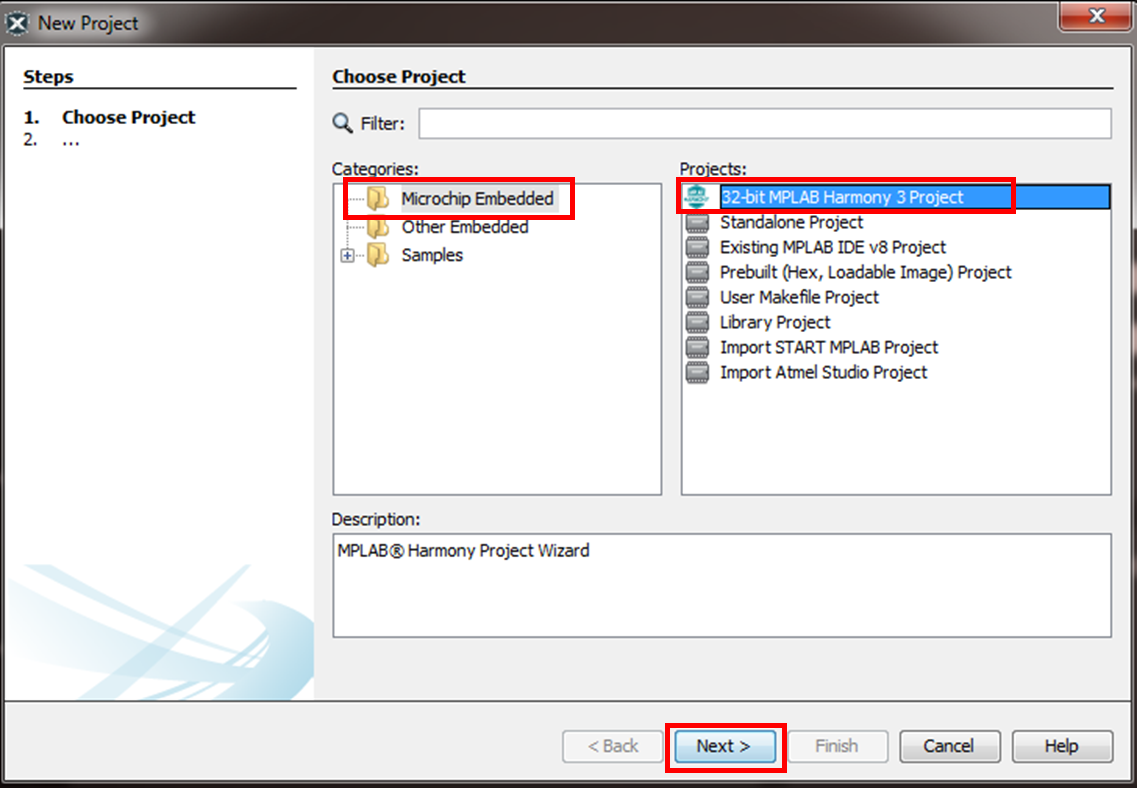 New Project
Steps
1. Choose Project
2. ...
Choose Project
Filter:
Categories:
Microchip Embedded
Other Embedded
Samples
Projects:
32-bit MPLAB Harmony 3 Project
Standalone Project
Existing MPLAB IDE v8 Project
Prebuilt (Hex, Loadable Image) Project
User Makefile Project
Library Project
Import START MPLAB Project
Import Atmel Studio Project
Description:
MPLAB® Harmony Project Wizard
< Back
Next >
Finish
Cancel
Help